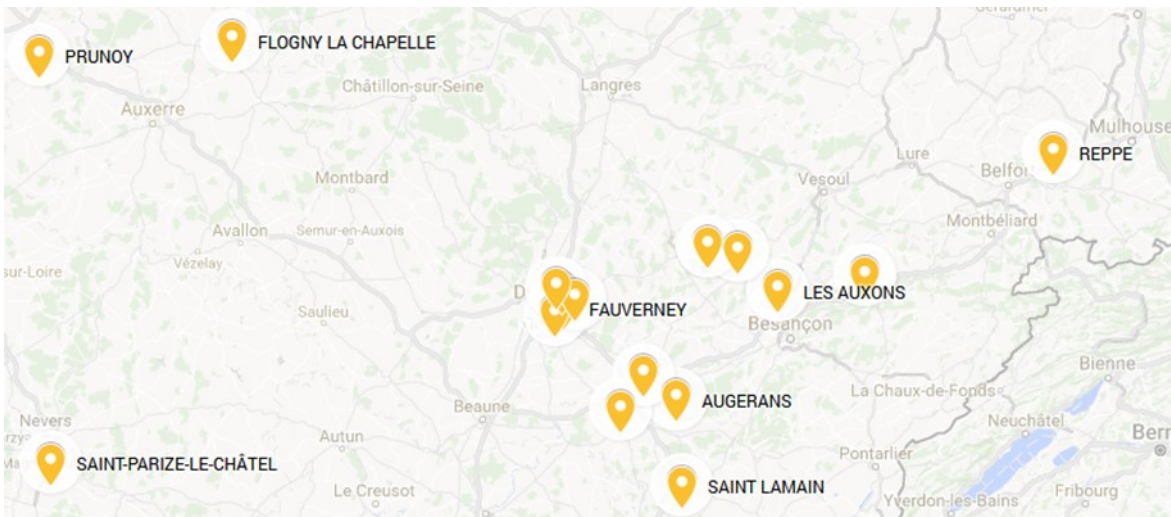 Gérardmer
FLOGNY LA CHAPELLE
PRUNOY
Châtillon-sur-Seine
Langres
Auxerre
Mulhouse
Lure
REPPE
Belfo
Montbard
Vesoul
Montbéliard
Avallon
Semur-en-Auxois
Vézelay
sur-Loire
LES AUXONS
D
FAUVERNEY
Saulieu
Besançon
Bienne
La Chaux-de-Fonds
AUGERANS
Beaune
Nevers
Neuchâtel
Autun
Bern
Pontarlier
SAINT-PARIZE-LE-CHÂTEL
SAINT LAMAIN
Le Creusot
Fribourg
Yverdon-les-Bains